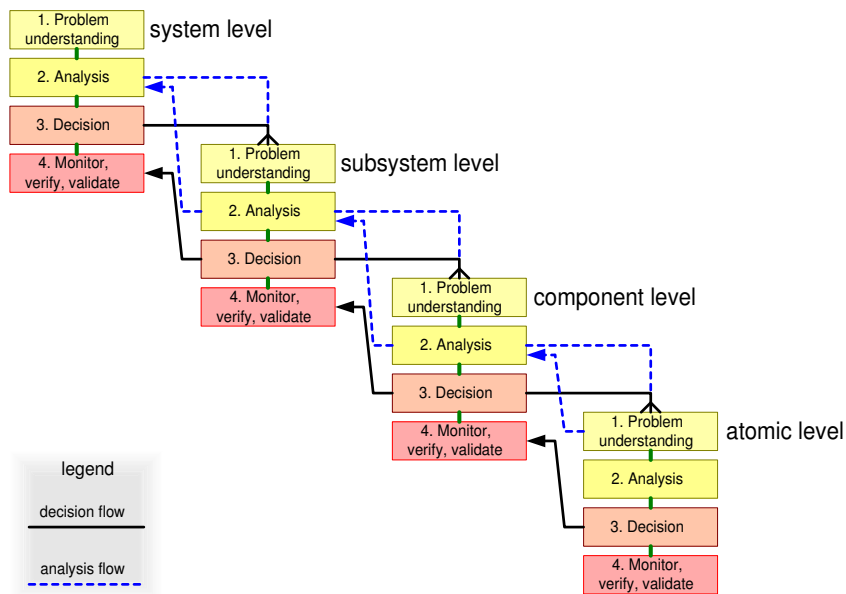 1. Problem
understanding
system level
2. Analysis
3. Decision
4. Monitor,
verify, validate
1. Problem
understanding
subsystem level
2. Analysis
3. Decision
4. Monitor,
verify, validate
1. Problem
understanding
component level
2. Analysis
3. Decision
4. Monitor,
verify, validate
1. Problem
understanding
atomic level
2. Analysis
3. Decision
4. Monitor,
verify, validate
legend
decision flow
analysis flow